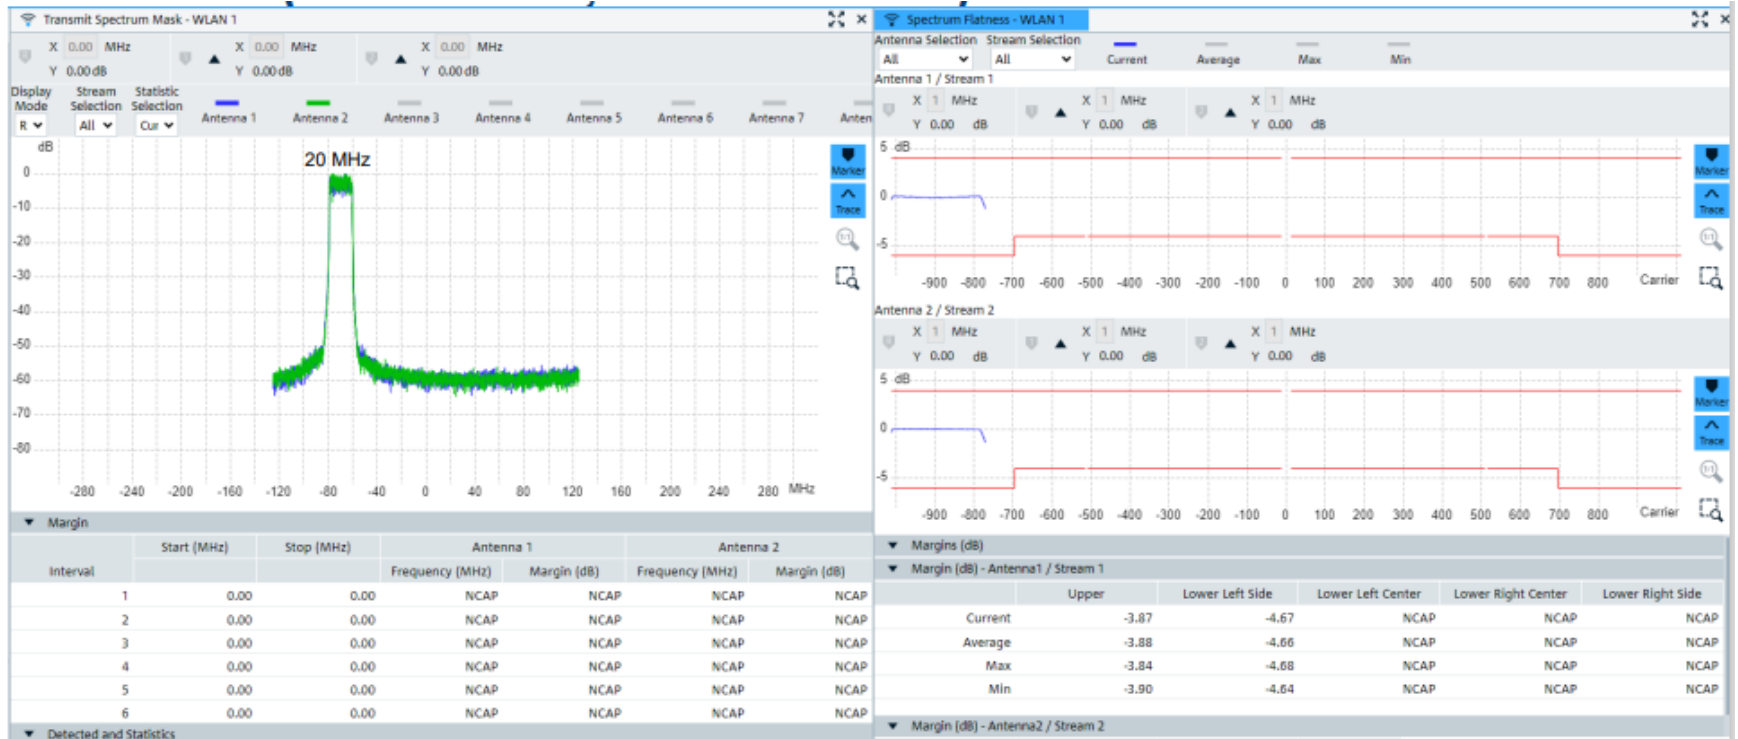 Transmit Spectrum Mask - WLAN 1
X 0.00 MHz X 0.00 MHz X 0.00 MHz
Y 0.00 dB Y 0.00 dB Y 0.00 dB
Display Mode Stream Selection Statistic Selection
R All Cur
Antenna 1 Antenna 2 Antenna 3 Antenna 4 Antenna 5 Antenna 6 Antenna 7 Anten
dB
20 MHz
0
-10
-20
-30
-40
-50
-60
-70
-80
-280 -240 -200 -160 -120 -80 -40 0 40 80 120 160 200 240 280 MHz
Marker
Trace
1:1
Margin
Interval Start (MHz) Stop (MHz) Antenna 1 Antenna 2
Frequency (MHz) Margin (dB) Frequency (MHz) Margin (dB)
1 0.00 0.00 NCAP NCAP NCAP NCAP
2 0.00 0.00 NCAP NCAP NCAP NCAP
3 0.00 0.00 NCAP NCAP NCAP NCAP
4 0.00 0.00 NCAP NCAP NCAP NCAP
5 0.00 0.00 NCAP NCAP NCAP NCAP
6 0.00 0.00 NCAP NCAP NCAP NCAP
Detected and Statistics
Spectrum Flatness - WLAN 1
Antenna Selection Stream Selection
All All Current Average Max Min
Antenna 1 / Stream 1
X 1 MHz X 1 MHz X 1 MHz
Y 0.00 dB Y 0.00 dB Y 0.00 dB
5 dB
0
-5
-900 -800 -700 -600 -500 -400 -300 -200 -100 0 100 200 300 400 500 600 700 800 Carrier
Marker
Trace
1:1
Antenna 2 / Stream 2
X 1 MHz X 1 MHz X 1 MHz
Y 0.00 dB Y 0.00 dB Y 0.00 dB
5 dB
0
-5
-900 -800 -700 -600 -500 -400 -300 -200 -100 0 100 200 300 400 500 600 700 800 Carrier
Marker
Trace
1:1
Margins (dB)
Margin (dB) - Antenna1 / Stream 1
Upper Lower Left Side Lower Left Center Lower Right Center Lower Right Side
Current -3.87 -4.67 NCAP NCAP NCAP
Average -3.88 -4.66 NCAP NCAP NCAP
Max -3.84 -4.68 NCAP NCAP NCAP
Min -3.90 -4.64 NCAP NCAP NCAP
Margin (dB) - Antenna2 / Stream 2